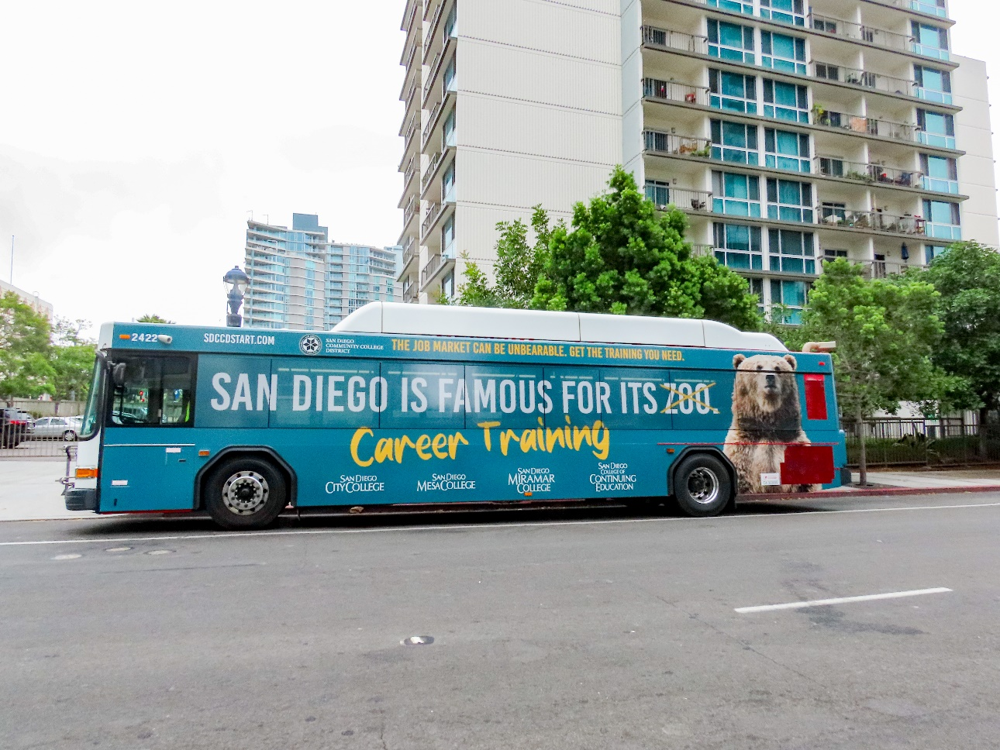 2422
SDCCDSTART.COM
SAN DIEGO
COMMUNITY COLLEGE
DISTRICT
THE JOB MARKET CAN BE UNBEARABLE. GET THE TRAINING YOU NEED.
SAN DIEGO IS FAMOUS FOR ITS ZOO.
Career Training
SAN DIEGO
CITY COLLEGE
SAN DIEGO
MESA COLLEGE
SAN DIEGO
MIRAMAR
COLLEGE
SAN DIEGO
COLLEGE OF
CONTINUING
EDUCATION